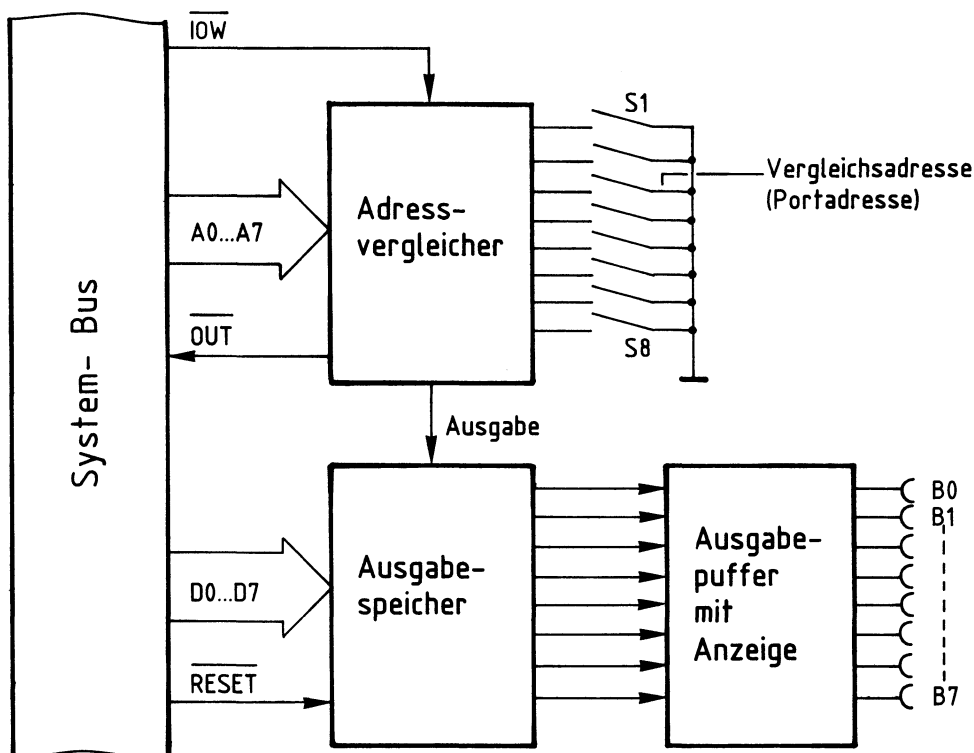 IOW
S1
Vergleichsadresse
(Portadresse)
Adress-
vergleicher
A0...A7
OUT
S8
System- Bus
Ausgabe
B0
B1
Ausgabe-
speicher
Ausgabe-
puffer
mit
Anzeige
D0...D7
RESET
B7